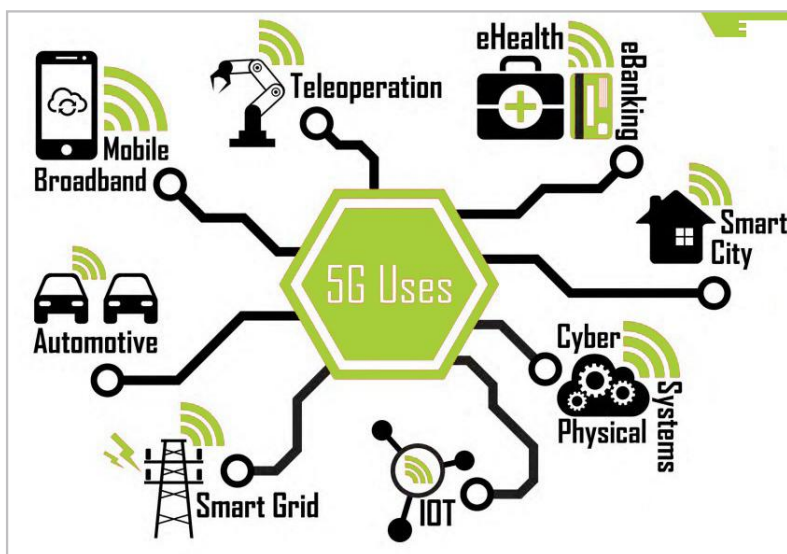 eHealth
eBanking
Teleoperation
Mobile
Broadband
Smart
City
5G Uses
Automotive
Cyber
Physical
Systems
Smart Grid
IOT